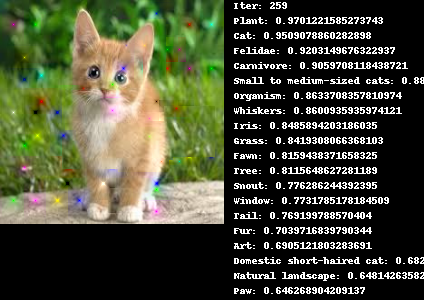 Iter: 259
Plant: 0.9701221585273743
Cat: 0.9509078860282898
Felidae: 0.9203149676322937
Carnivore: 0.9059708118438721
Small to medium-sized cats: 0.88
Organism: 0.8633708357810974
Whiskers: 0.8600935935974121
Iris: 0.8485894203186035
Grass: 0.8419308066368103
Fawn: 0.8159438371658325
Tree: 0.8115648627281189
Snout: 0.776286244392395
Window: 0.7731785178184509
Tail: 0.769199788570404
Fur: 0.7039716839790344
Art: 0.6905121803283691
Domestic short-haired cat: 0.682
Natural landscape: 0.64814263582
Paw: 0.646268904209137